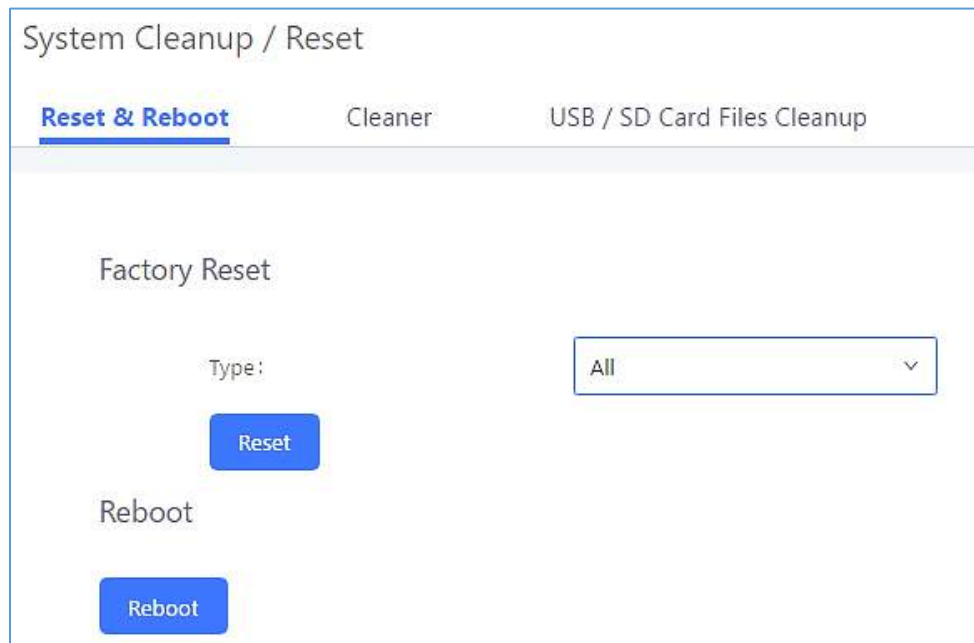 System Cleanup / Reset
Reset & Reboot Cleaner USB / SD Card Files Cleanup
Factory Reset
Type: All
Reset
Reboot
Reboot